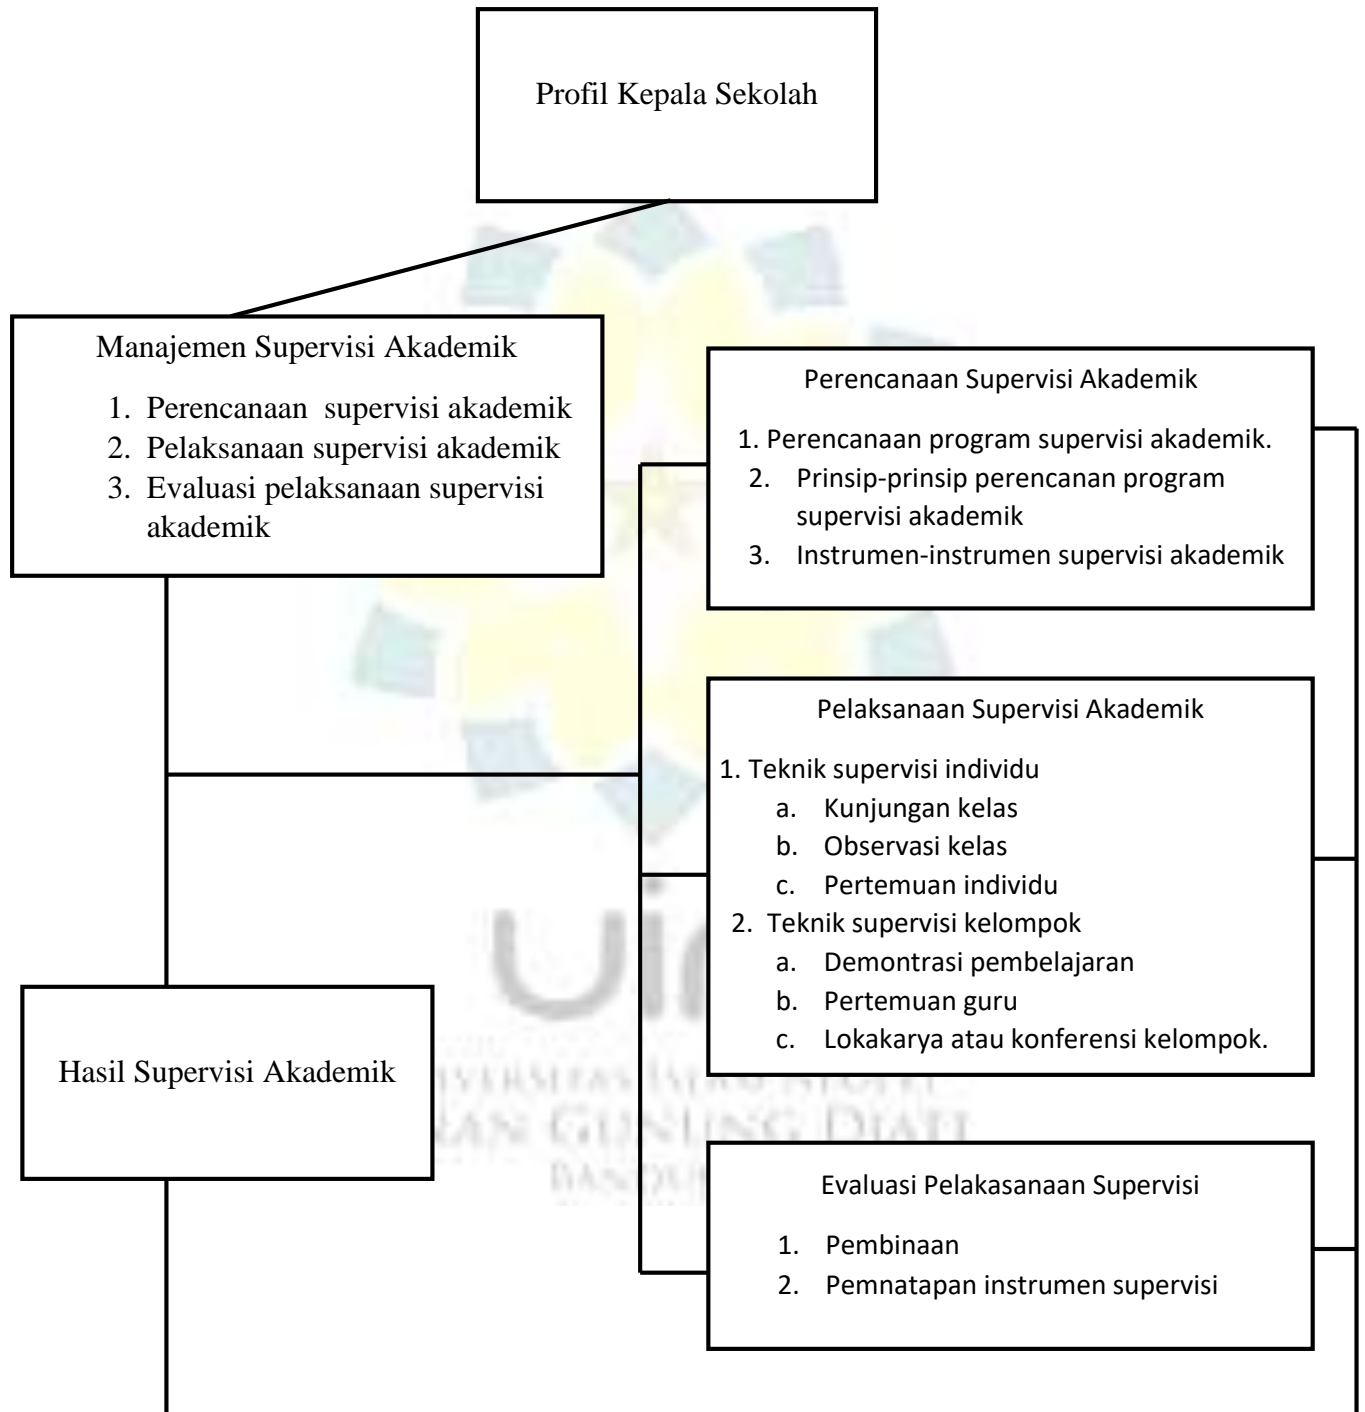 Profil Kepala Sekolah
Manajemen Supervisi Akademik
1. Perencanaan supervisi akademik
2. Pelaksanaan supervisi akademik
3. Evaluasi pelaksanaan supervisi
akademik
Perencanaan Supervisi Akademik
1. Perencanaan program supervisi akademik.
2. Prinsip-prinsip perencanan program
supervisi akademik
3. Instrumen-instrumen supervisi akademik
Pelaksanaan Supervisi Akademik
1. Teknik supervisi individu
a. Kunjungan kelas
b. Observasi kelas
c. Pertemuan individu
2. Teknik supervisi kelompok
a. Demontrasi pembelajaran
b. Pertemuan guru
c. Lokakarya atau konferensi kelompok.
Hasil Supervisi Akademik
Evaluasi Pelakasanaan Supervisi
1. Pembinaan
2. Pemnatapan instrumen supervisi
GUNUNG DJATI